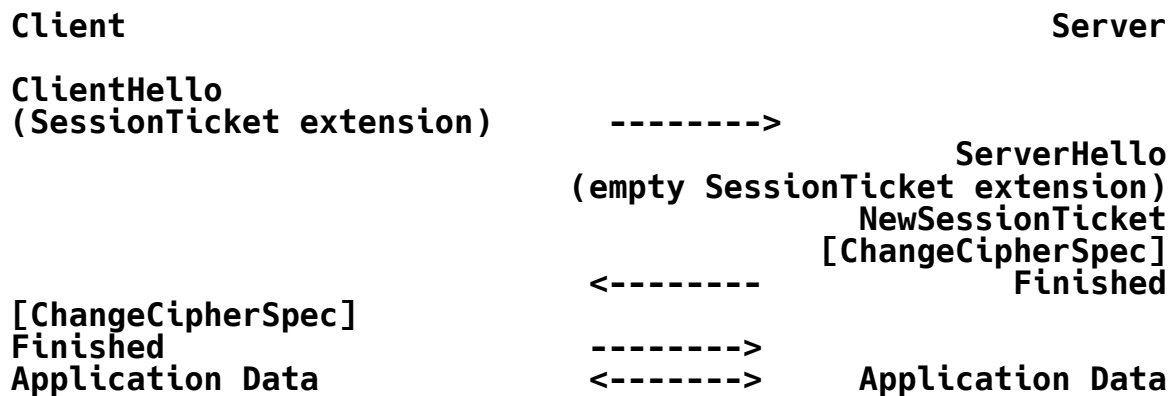 Client                                                Server

ClientHello
(SessionTicket extension)      -------->
                                                 ServerHello
                             (empty SessionTicket extension)
                                            NewSessionTicket
                                          [ChangeCipherSpec]
                              <--------             Finished
[ChangeCipherSpec]
Finished                      -------->
Application Data              <------->     Application Data